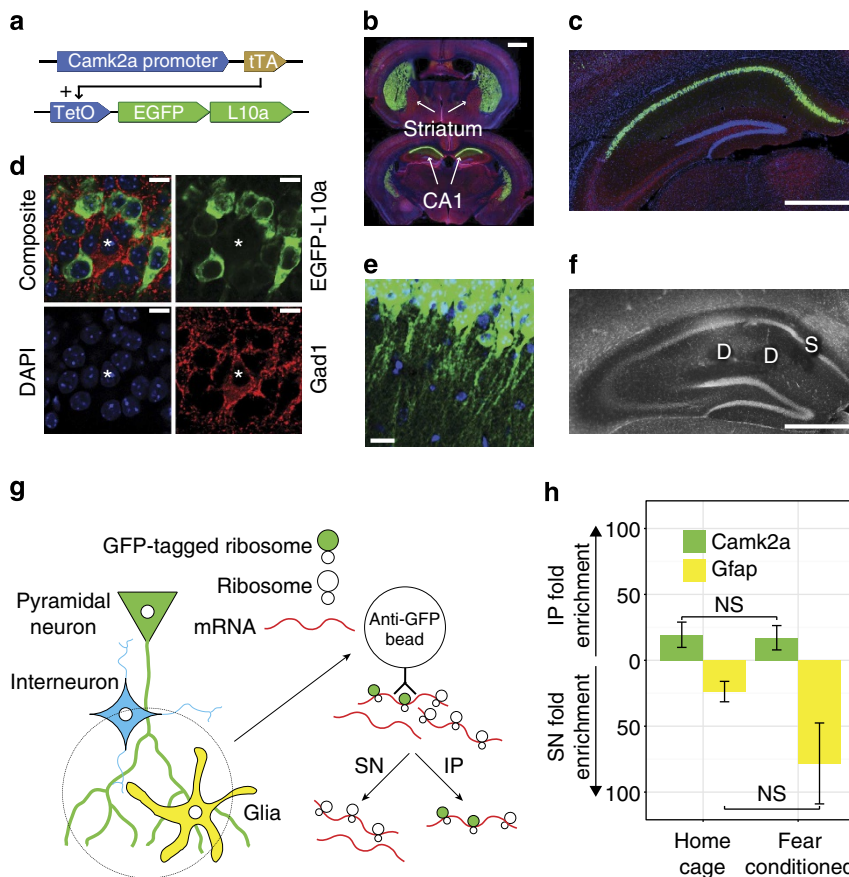 a
Camk2a promoter
tTA
+
TetO
EGFP
L10a
b
Striatum
CA1
c
d
Composite
*
*
EGFP-L10a
DAPI
*
*
Gad1
e
f
D
D
S
g
GFP-tagged ribosome
Ribosome
Pyramidal
neuron
mRNA
Anti-GFP
bead
Interneuron
Glia
SN
IP
h
IP fold
enrichment
SN fold
enrichment
100
50
0
50
100
Camk2a
Gfap
NS
NS
Home
cage
Fear
conditioned